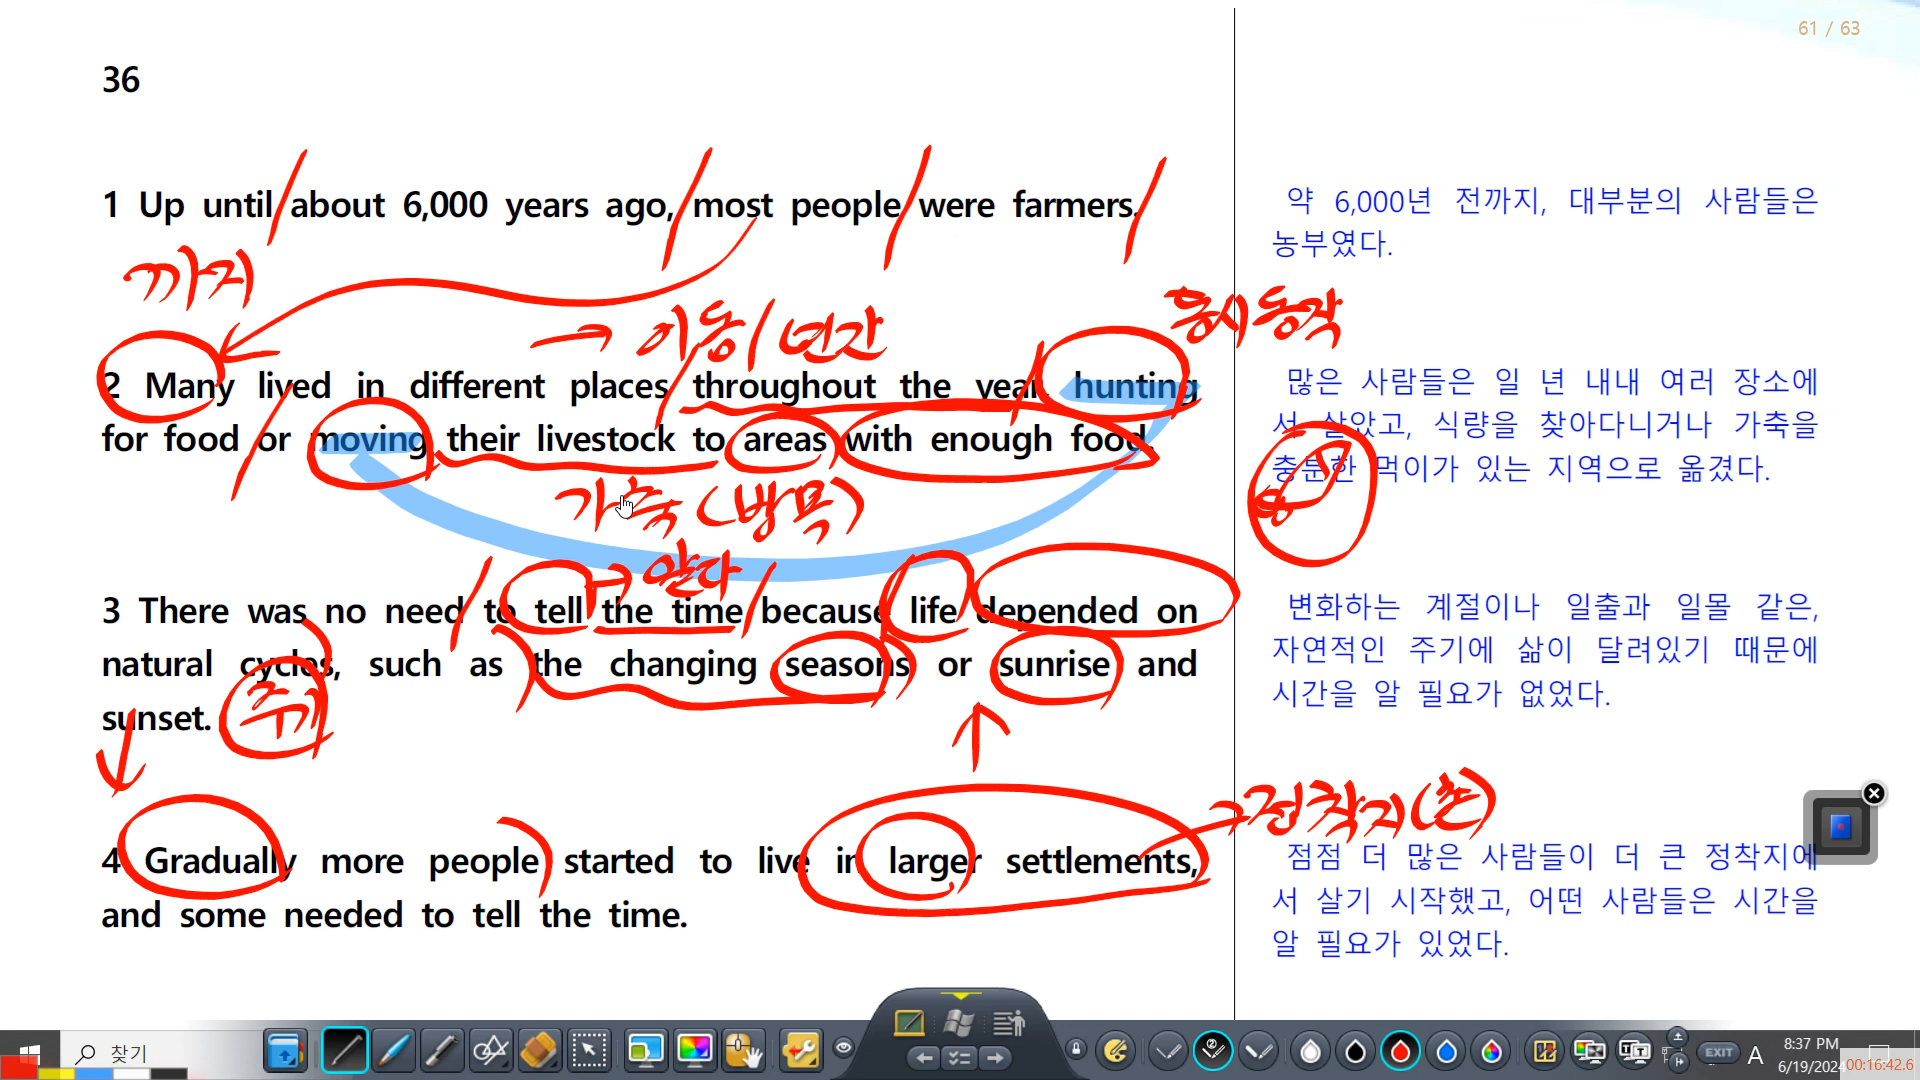 61 / 63
36
1 Up until about 6,000 years ago, most people were farmers.
약 6,000년 전까지, 대부분의 사람들은
농부였다.
까지
→ 이동 / 년간
동시동작
2 Many lived in different places throughout the year, hunting
for food or moving their livestock to areas with enough food.
많은 사람들은 일 년 내내 여러 장소에
서 살았고, 식량을 찾아다니거나 가축을
충분한 먹이가 있는 지역으로 옮겼다.
가축 (방목)
알다
3 There was no need to tell the time because life depended on
natural cycles, such as the changing seasons or sunrise and
sunset.
주기
변화하는 계절이나 일출과 일몰 같은,
자연적인 주기에 삶이 달려있기 때문에
시간을 알 필요가 없었다.
정착지(촌)
4 Gradually more people started to live in larger settlements,
and some needed to tell the time.
점점 더 많은 사람들이 더 큰 정착지에
서 살기 시작했고, 어떤 사람들은 시간을
알 필요가 있었다.
찾기
EXIT
A
8:37 PM
6/19/2024
00:16:42.6